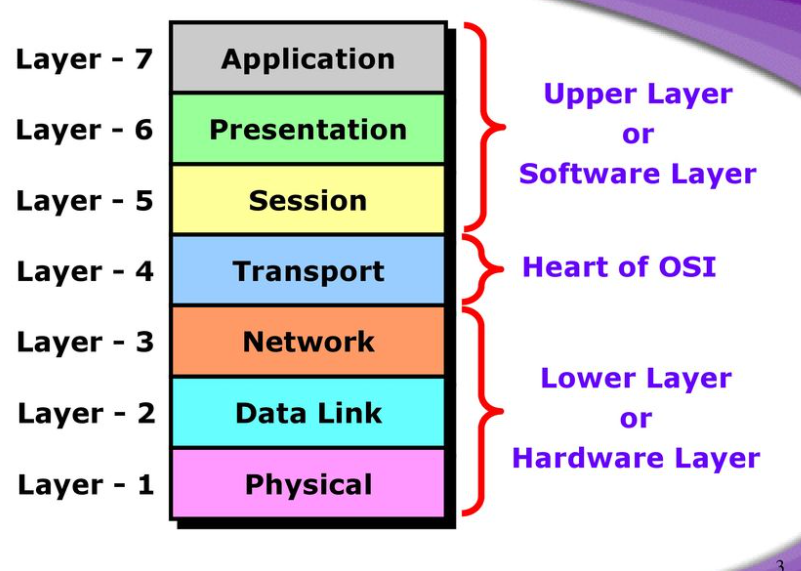 Layer - 7
Application
Layer - 6
Presentation
Layer - 5
Session
Layer - 4
Transport
Layer - 3
Network
Layer - 2
Data Link
Layer - 1
Physical
Upper Layer
or
Software Layer
Heart of OSI
Lower Layer
or
Hardware Layer
3